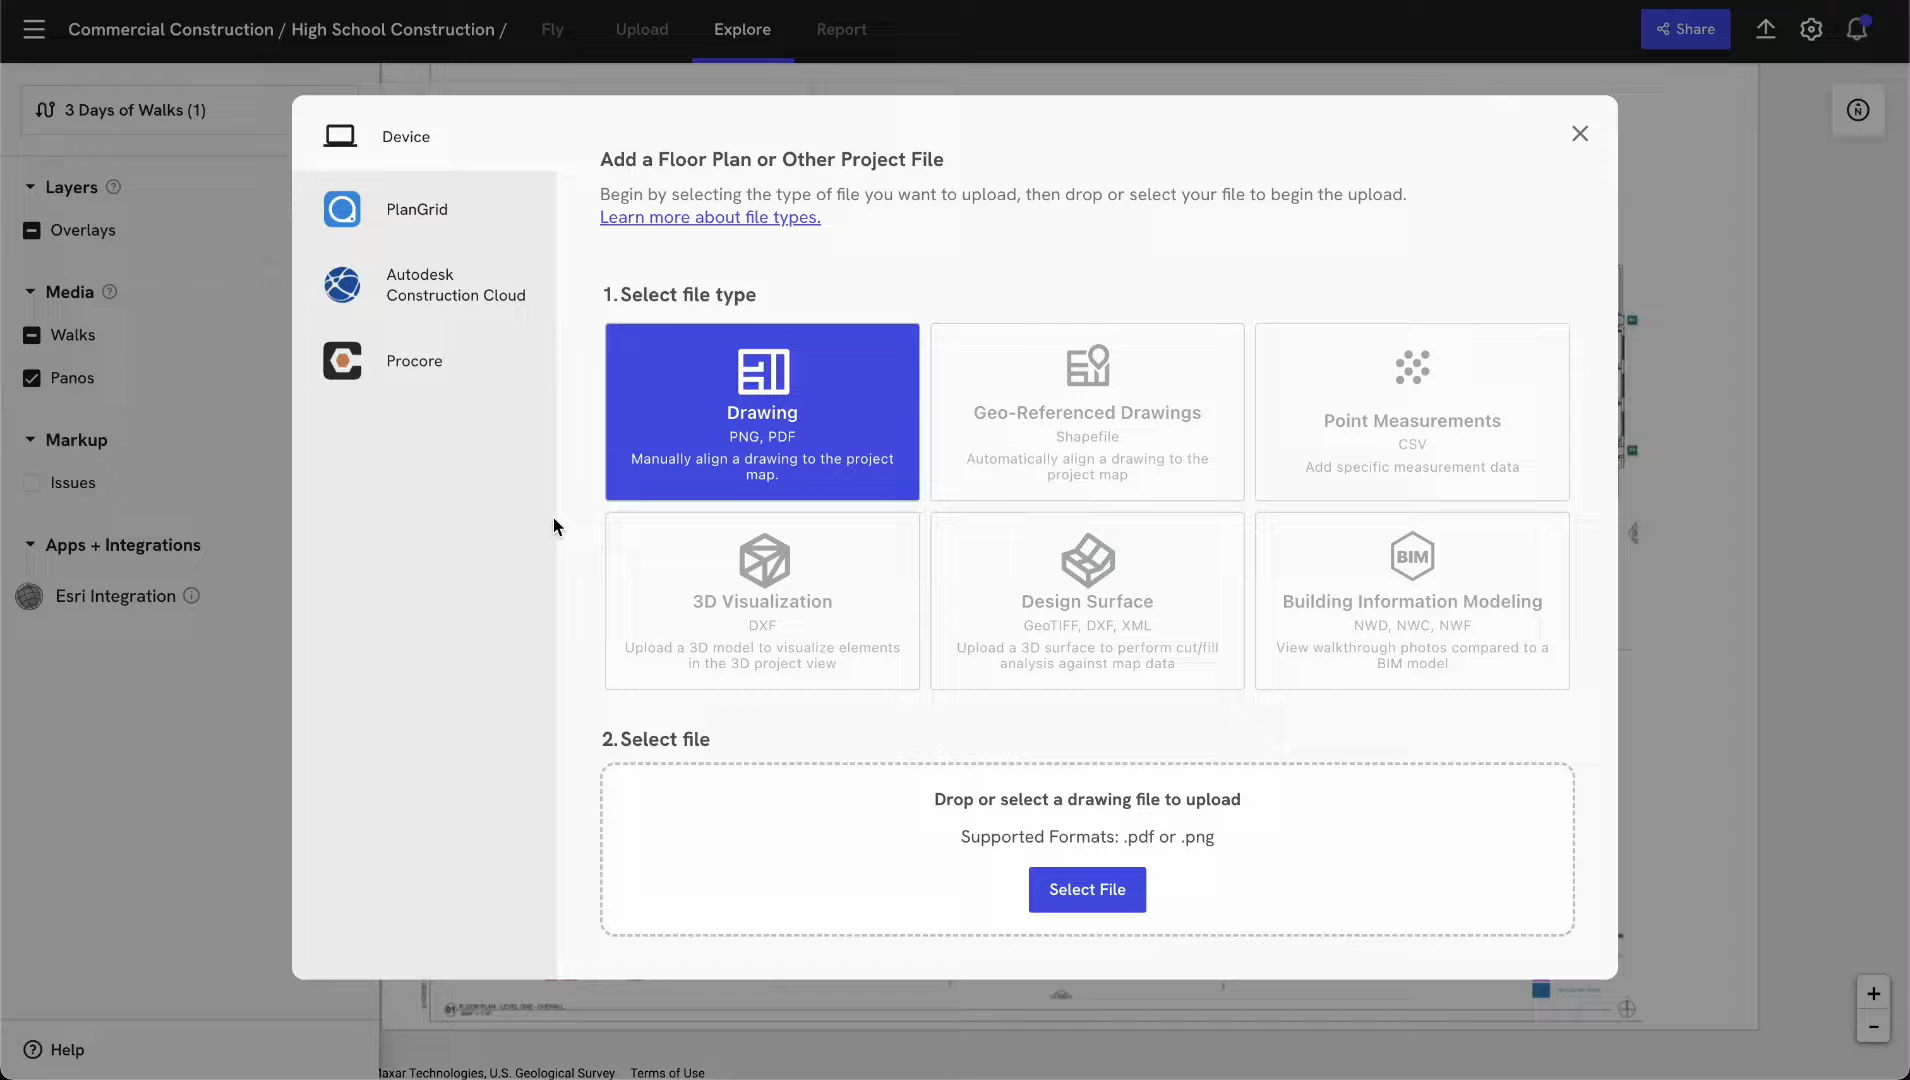 Commercial Construction / High School Construction /
Fly
Upload
Explore
Report
Share
3 Days of Walks (1)
N
Layers ?
Overlays
Media ?
Walks
Panos
Markup
Issues
Apps + Integrations
Esri Integration
? Help
Device
PlanGrid
Autodesk
Construction Cloud
Procore
Add a Floor Plan or Other Project File
Begin by selecting the type of file you want to upload, then drop or select your file to begin the upload.
Learn more about file types.
1. Select file type
Drawing
PNG, PDF
Manually align a drawing to the project
map.
Geo-Referenced Drawings
Shapefile
Automatically align a drawing to the
project map
Point Measurements
CSV
Add specific measurement data
3D Visualization
DXF
Upload a 3D model to visualize elements
in the 3D project view
Design Surface
GeoTIFF, DXF, XML
Upload a 3D surface to perform cut/fill
analysis against map data
BIM
Building Information Modeling
NWD, NWC, NWF
View walkthrough photos compared to a
BIM model
2. Select file
Drop or select a drawing file to upload
Supported Formats: .pdf or .png
Select File
01 FLOOR PLAN - LEVEL ONE - OVERALL
+
-
Maxar Technologies, U.S. Geological Survey
Terms of Use